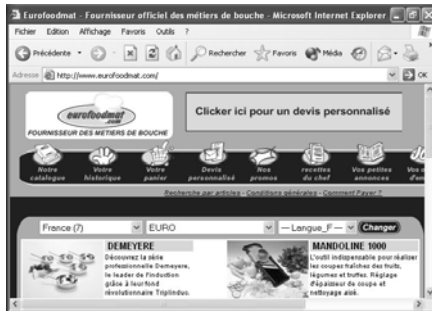 Eurofoodmat - Fournisseur officiel des métiers de bouche - Microsoft Internet Explorer
Fichier Edition Affichage Favoris Outils ?
Précédente Rechercher Favoris Média
Adresse http://www.eurofoodmat.com/ OK
eurofoodmat
.com
FOURNISSEUR DES METIERS DE BOUCHE
Clicker ici pour un devis personnalisé
Notre catalogue
Votre historique
Votre panier
Devis personnalisé
Nos promos
recettes du chef
Vos petites annonces
Recherche par articles - Conditions générales - Comment Payer ?
France (7) EURO --- Langue_F --- Changer
DEMEYERE
Découvrez la série
professionnelle Demeyere,
le leader de l'induction
grâce à leur fond
révolutionnaire Triplindus.
MANDOLINE 1000
L'outil indispensable pour réaliser
les coupes fraîches des fruits,
légumes et truffes. Réglage
d'épaisseur de coupe et
nettoyage aisé.